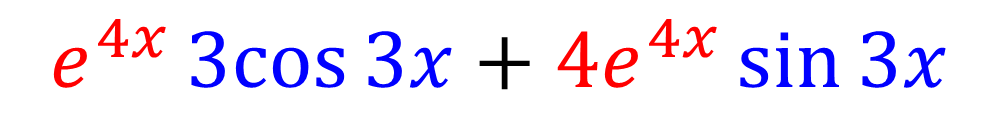 e^{4x} 3cos 3x + 4e^{4x} sin 3x